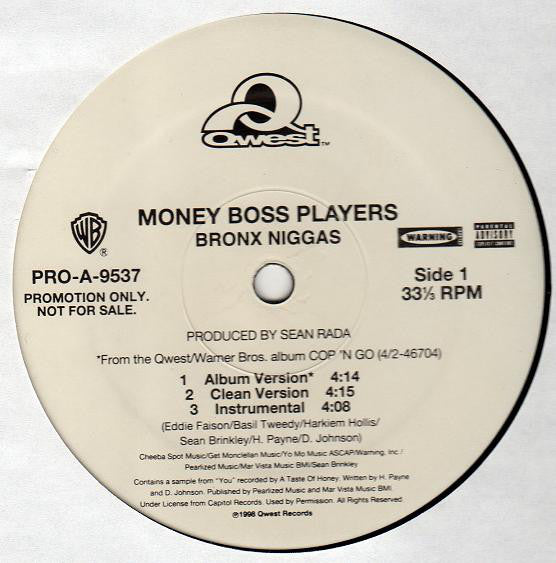 Qwest™
MONEY BOSS PLAYERS
BRONX NIGGAS
WB
®
WARNING
PARENTAL
ADVISORY
EXPLICIT CONTENT
PRO-A-9537
PROMOTION ONLY.
NOT FOR SALE.
Side 1
33⅓ RPM
PRODUCED BY SEAN RADA
*From the Qwest/Warner Bros. album COP 'N GO (4/2-46704)
1 Album Version* 4:14
2 Clean Version 4:15
3 Instrumental 4:08
(Eddie Faison/Basil Tweedy/Harkiem Hollis/
Sean Brinkley/H. Payne/D. Johnson)
Cheeba Spot Music/Get Monclellan Music/Yo Mo Music ASCAP/Warning, Inc./
Pearlized Music/Mar Vista Music BMI/Sean Brinkley
Contains a sample from "You" recorded by A Taste Of Honey. Written by H. Payne
and D. Johnson. Published by Pearlized Music and Mar Vista Music BMI.
Under License from Capitol Records. Used by Permission. All Rights Reserved.
℗1998 Qwest Records